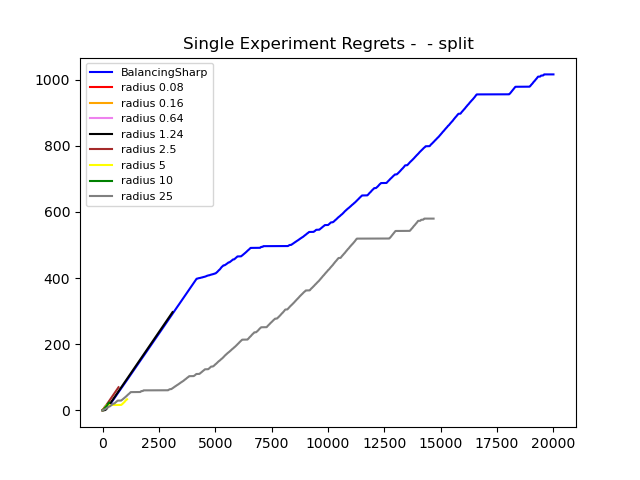 Single Experiment Regrets -  - split
BalancingSharp
radius 0.08
radius 0.16
radius 0.64
radius 1.24
radius 2.5
radius 5
radius 10
radius 25
1000
800
600
400
200
0
0 2500 5000 7500 10000 12500 15000 17500 20000